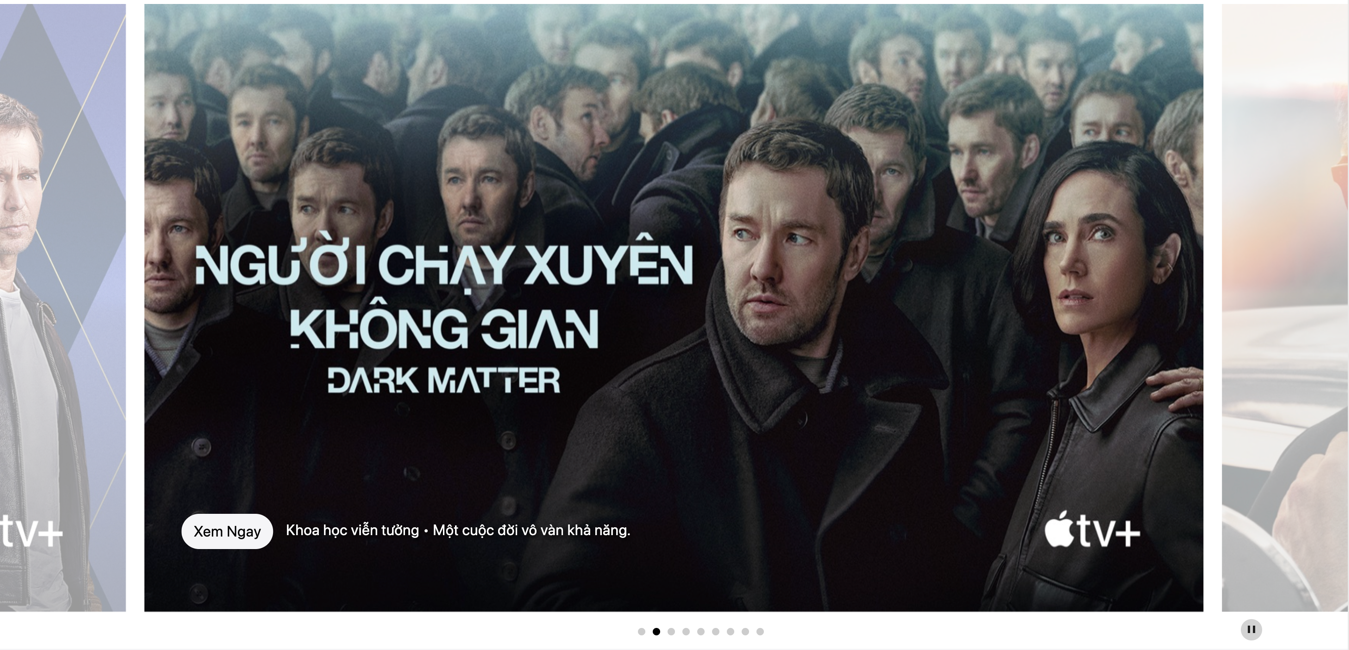 NGƯỜI CHẠY XUYÊN
KHÔNG GIAN
DARK MATTER
Xem Ngay
Khoa học viễn tưởng • Một cuộc đời vô vàn khả năng.
tv+
tv+